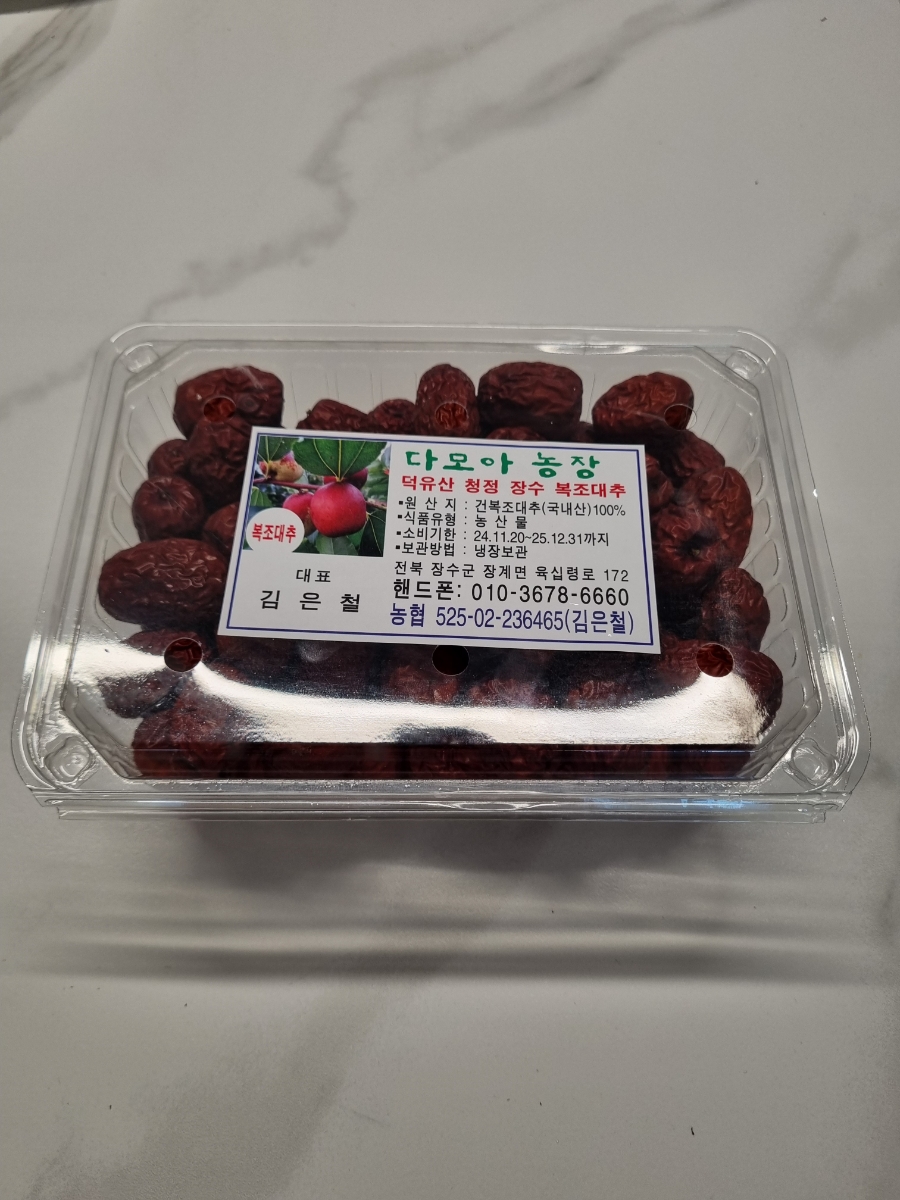 다모아 농장
덕유산 청정 장수 복조대추
▪원 산 지 : 건복조대추(국내산)100%
▪식품유형 : 농 산 물
▪소비기한 : 24.11.20~25.12.31까지
▪보관방법 : 냉장보관
복조대추
대표
김 은 철
전북 장수군 장계면 육십령로 172
핸드폰: 010-3678-6660
농협 525-02-236465(김은철)